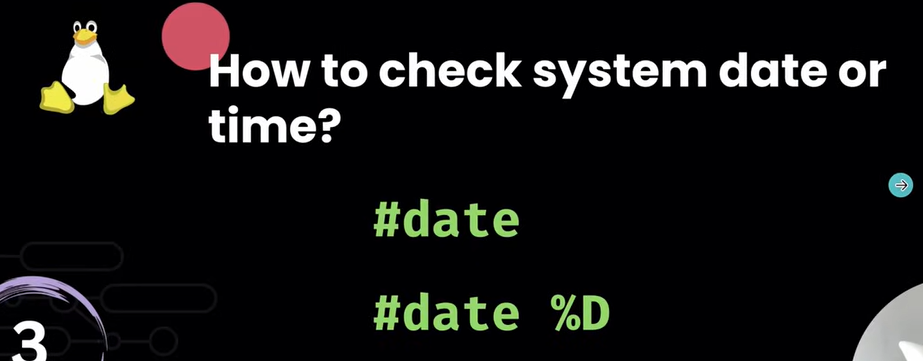 How to check system date or
time?
#date
#date %D
3